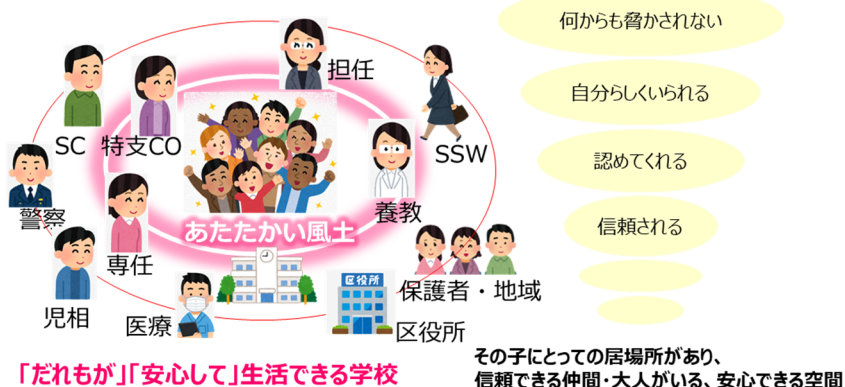 何からも脅かされない
担任
自分らしくいられる
SC
特支CO
SSW
認めてくれる
警察
養教
あたたかい風土
信頼される
専任
区役所
保護者・地域
児相
医療
区役所
「だれもが」「安心して」生活できる学校
その子にとっての居場所があり、
信頼できる仲間・大人がいる、安心できる空間